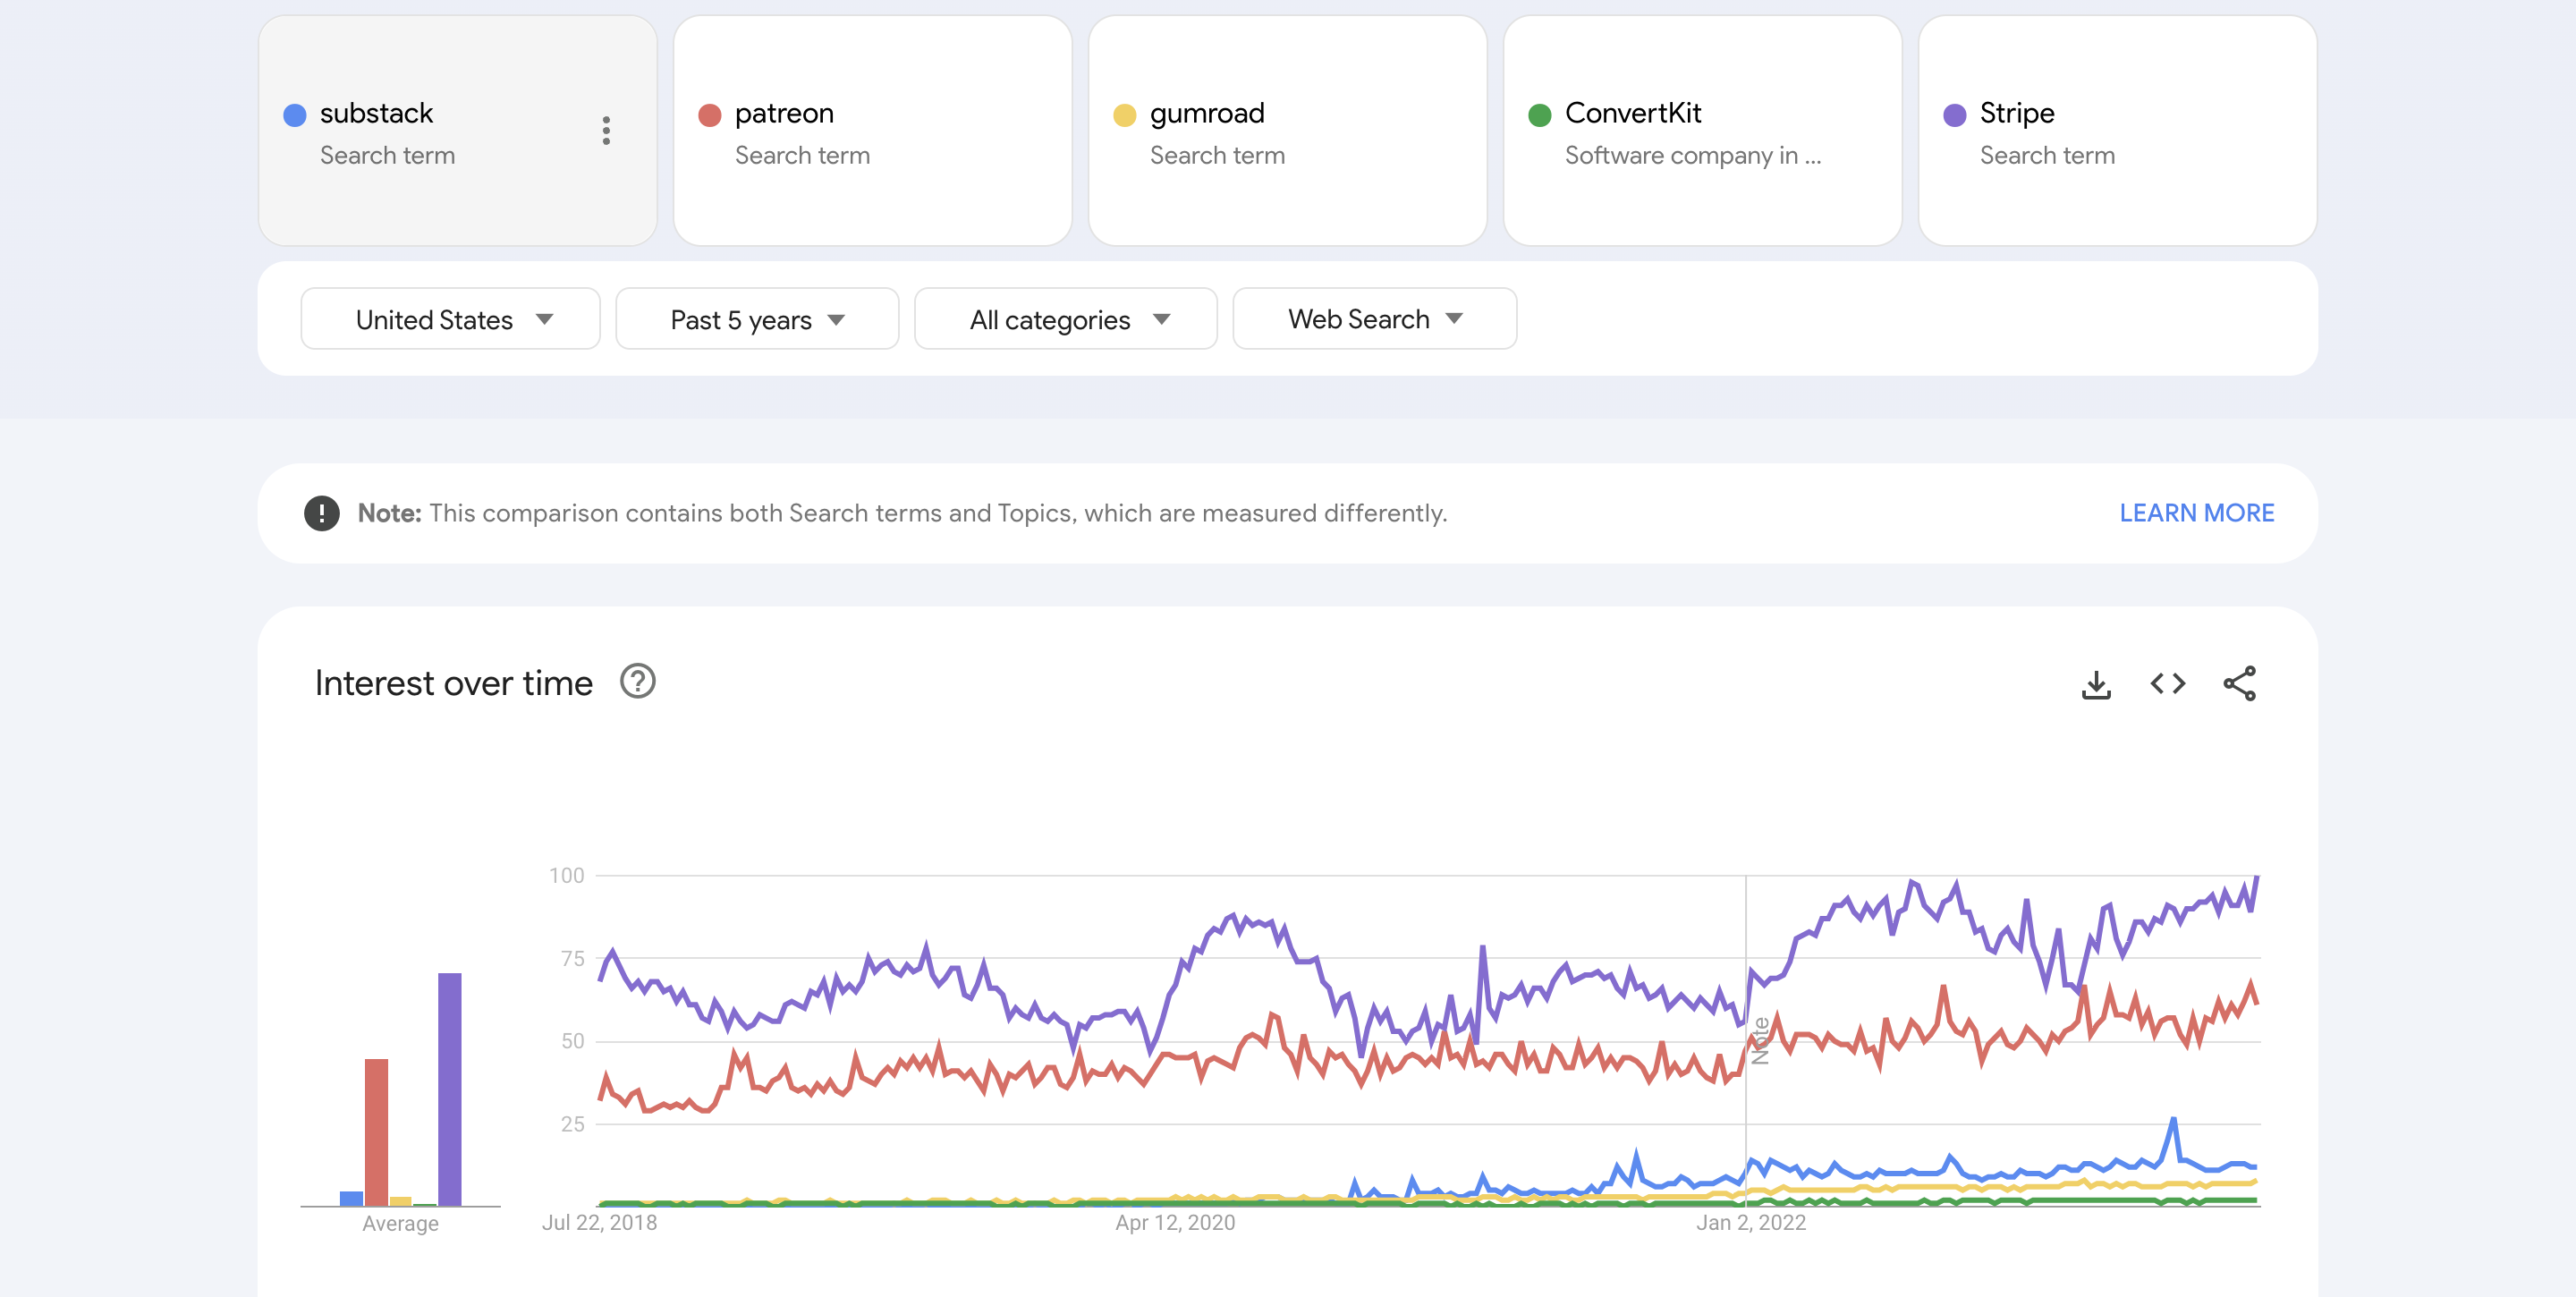 substack
Search term
patreon
Search term
gumroad
Search term
ConvertKit
Software company in ...
Stripe
Search term
United States
Past 5 years
All categories
Web Search
Note: This comparison contains both Search terms and Topics, which are measured differently.
LEARN MORE
Interest over time
100
75
50
25
Note
Average
Jul 22, 2018
Apr 12, 2020
Jan 2, 2022